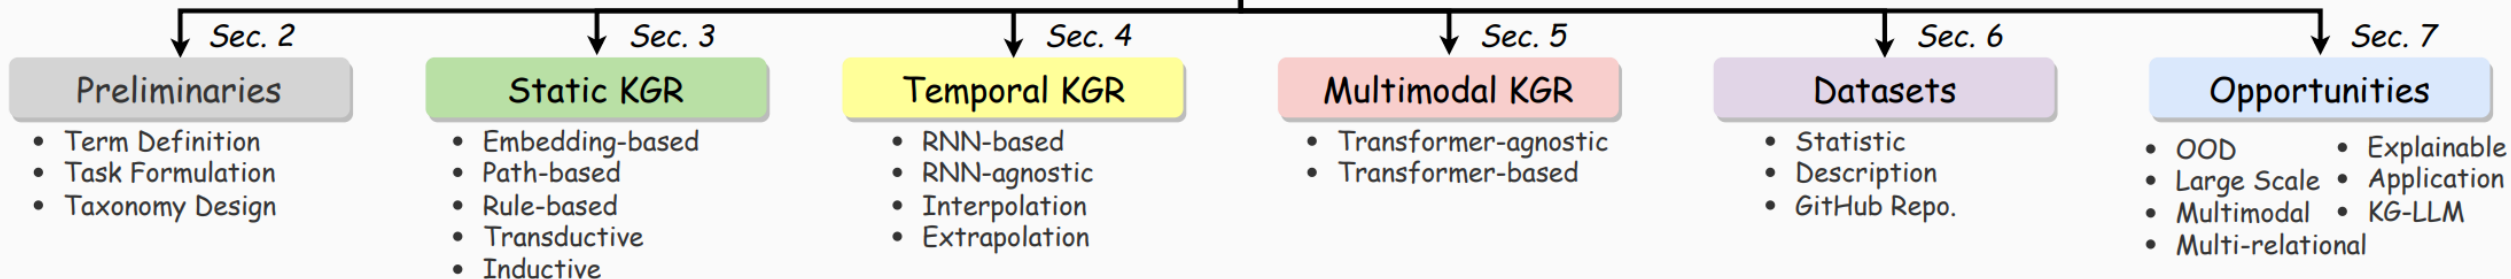 Sec. 2
Preliminaries
• Term Definition
• Task Formulation
• Taxonomy Design
Sec. 3
Static KGR
• Embedding-based
• Path-based
• Rule-based
• Transductive
• Inductive
Sec. 4
Temporal KGR
• RNN-based
• RNN-agnostic
• Interpolation
• Extrapolation
Sec. 5
Multimodal KGR
• Transformer-agnostic
• Transformer-based
Sec. 6
Datasets
• Statistic
• Description
• GitHub Repo.
Sec. 7
Opportunities
• OOD
• Large Scale
• Multimodal
• Multi-relational
• Explainable
• Application
• KG-LLM